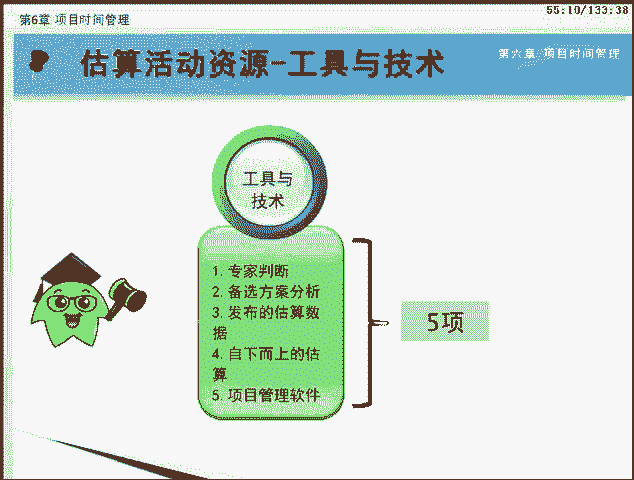 第6章 项目时间管理
55:10/133:38
估算活动资源-工具与技术
第六章 项目时间管理
工具与
技术
1. 专家判断
2. 备选方案分析
3. 发布的估算数
据
4. 自下而上的估
算
5. 项目管理软件
5项